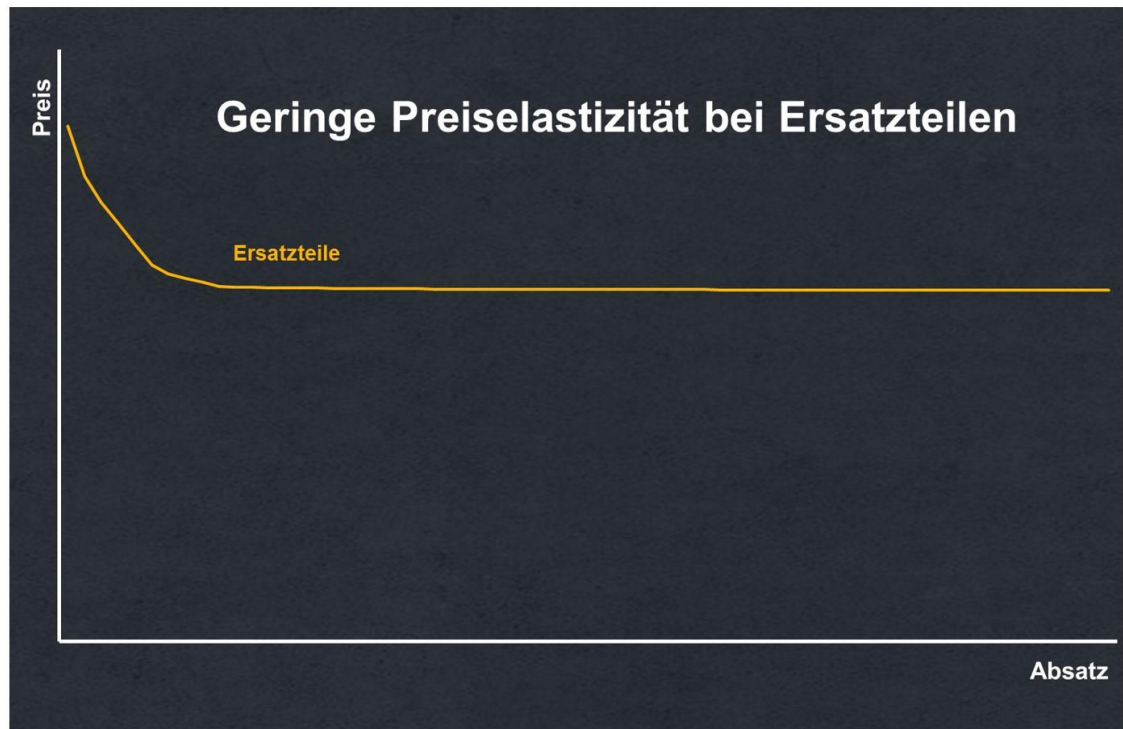 Preis
Geringe Preiselastizität bei Ersatzteilen
Ersatzteile
Absatz